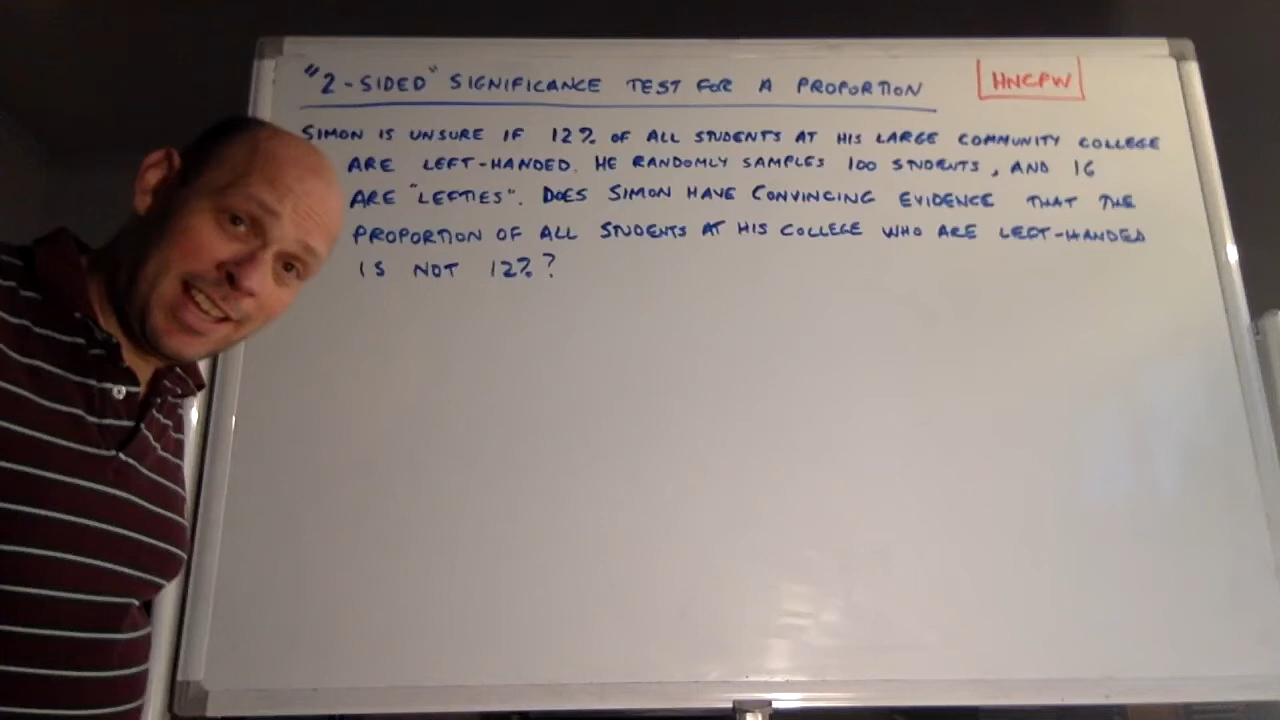 "2-SIDED" SIGNIFICANCE TEST FOR A PROPORTION
HNCPW
SIMON IS UNSURE IF 12% OF ALL STUDENTS AT HIS LARGE COMMUNITY COLLEGE
ARE LEFT-HANDED. HE RANDOMLY SAMPLES 100 STUDENTS, AND 16
ARE "LEFTIES". DOES SIMON HAVE CONVINCING EVIDENCE THAT THE
PROPORTION OF ALL STUDENTS AT HIS COLLEGE WHO ARE LEFT-HANDED
IS NOT 12%?